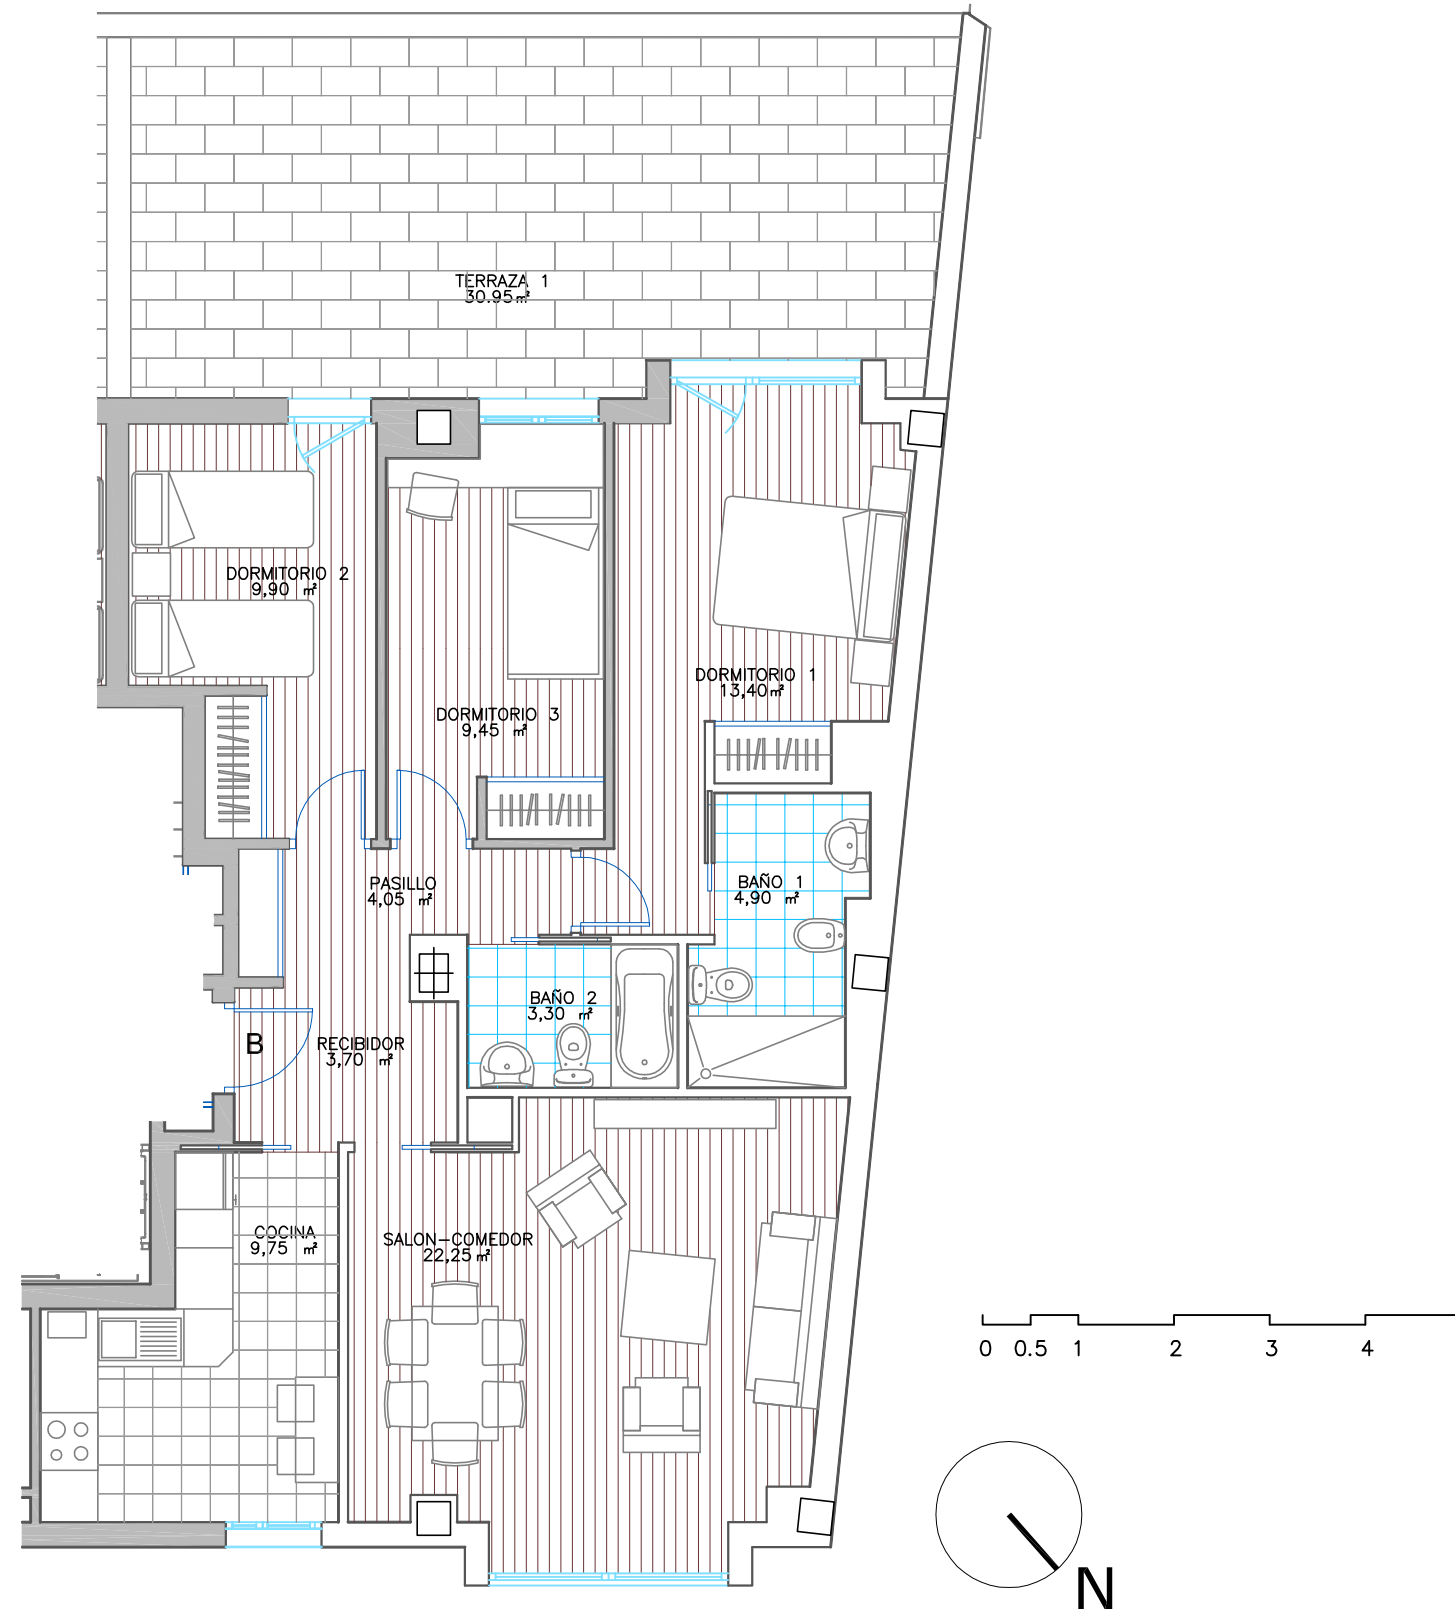 TERRAZA 1
30.95 m²
DORMITORIO 2
9,90 m²
DORMITORIO 1
13,40 m²
DORMITORIO 3
9,45 m²
PASILLO
4,05 m²
BAÑO 1
4,90 m²
BAÑO 2
3,30 m²
B
RECIBIDOR
3,70 m²
COCINA
9,75 m²
SALON-COMEDOR
22,25 m²
0 0.5 1 2 3 4
N